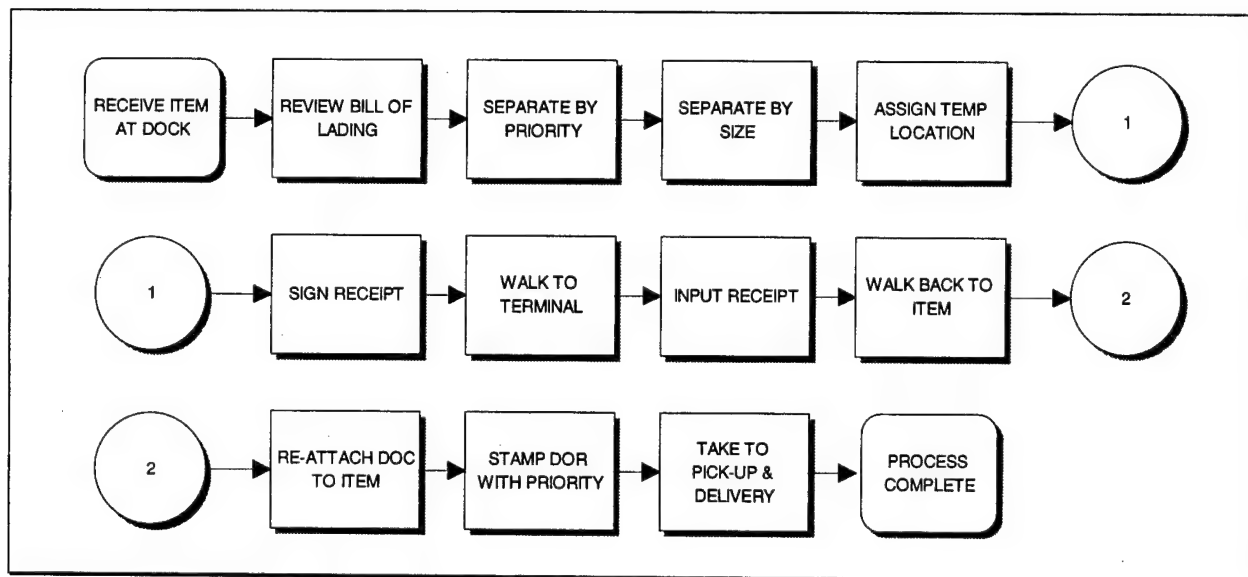 RECEIVE ITEM
AT DOCK
REVIEW BILL OF
LADING
SEPARATE BY
PRIORITY
SEPARATE BY
SIZE
ASSIGN TEMP
LOCATION
1
1
SIGN RECEIPT
WALK TO
TERMINAL
INPUT RECEIPT
WALK BACK TO
ITEM
2
2
RE-ATTACH DOC
TO ITEM
STAMP DOR
WITH PRIORITY
TAKE TO
PICK-UP &
DELIVERY
PROCESS
COMPLETE